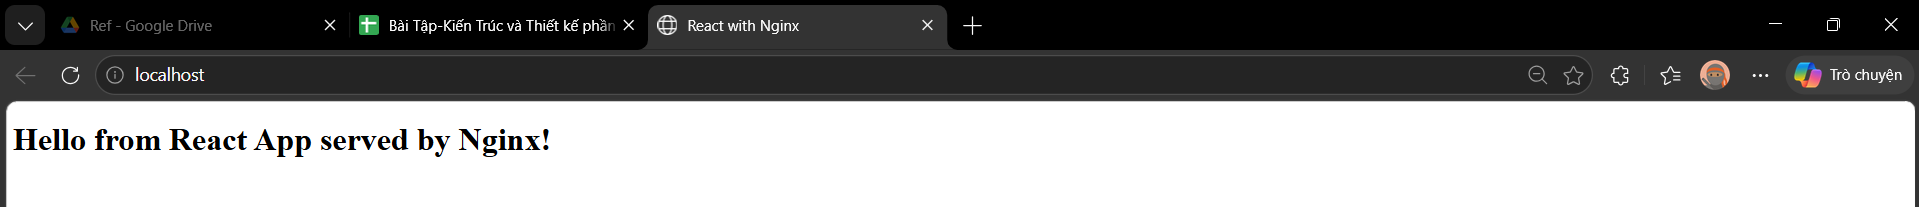 Ref - Google Drive
Bài Tập-Kiến Trúc và Thiết kế phần
React with Nginx
localhost
Trò chuyện
Hello from React App served by Nginx!